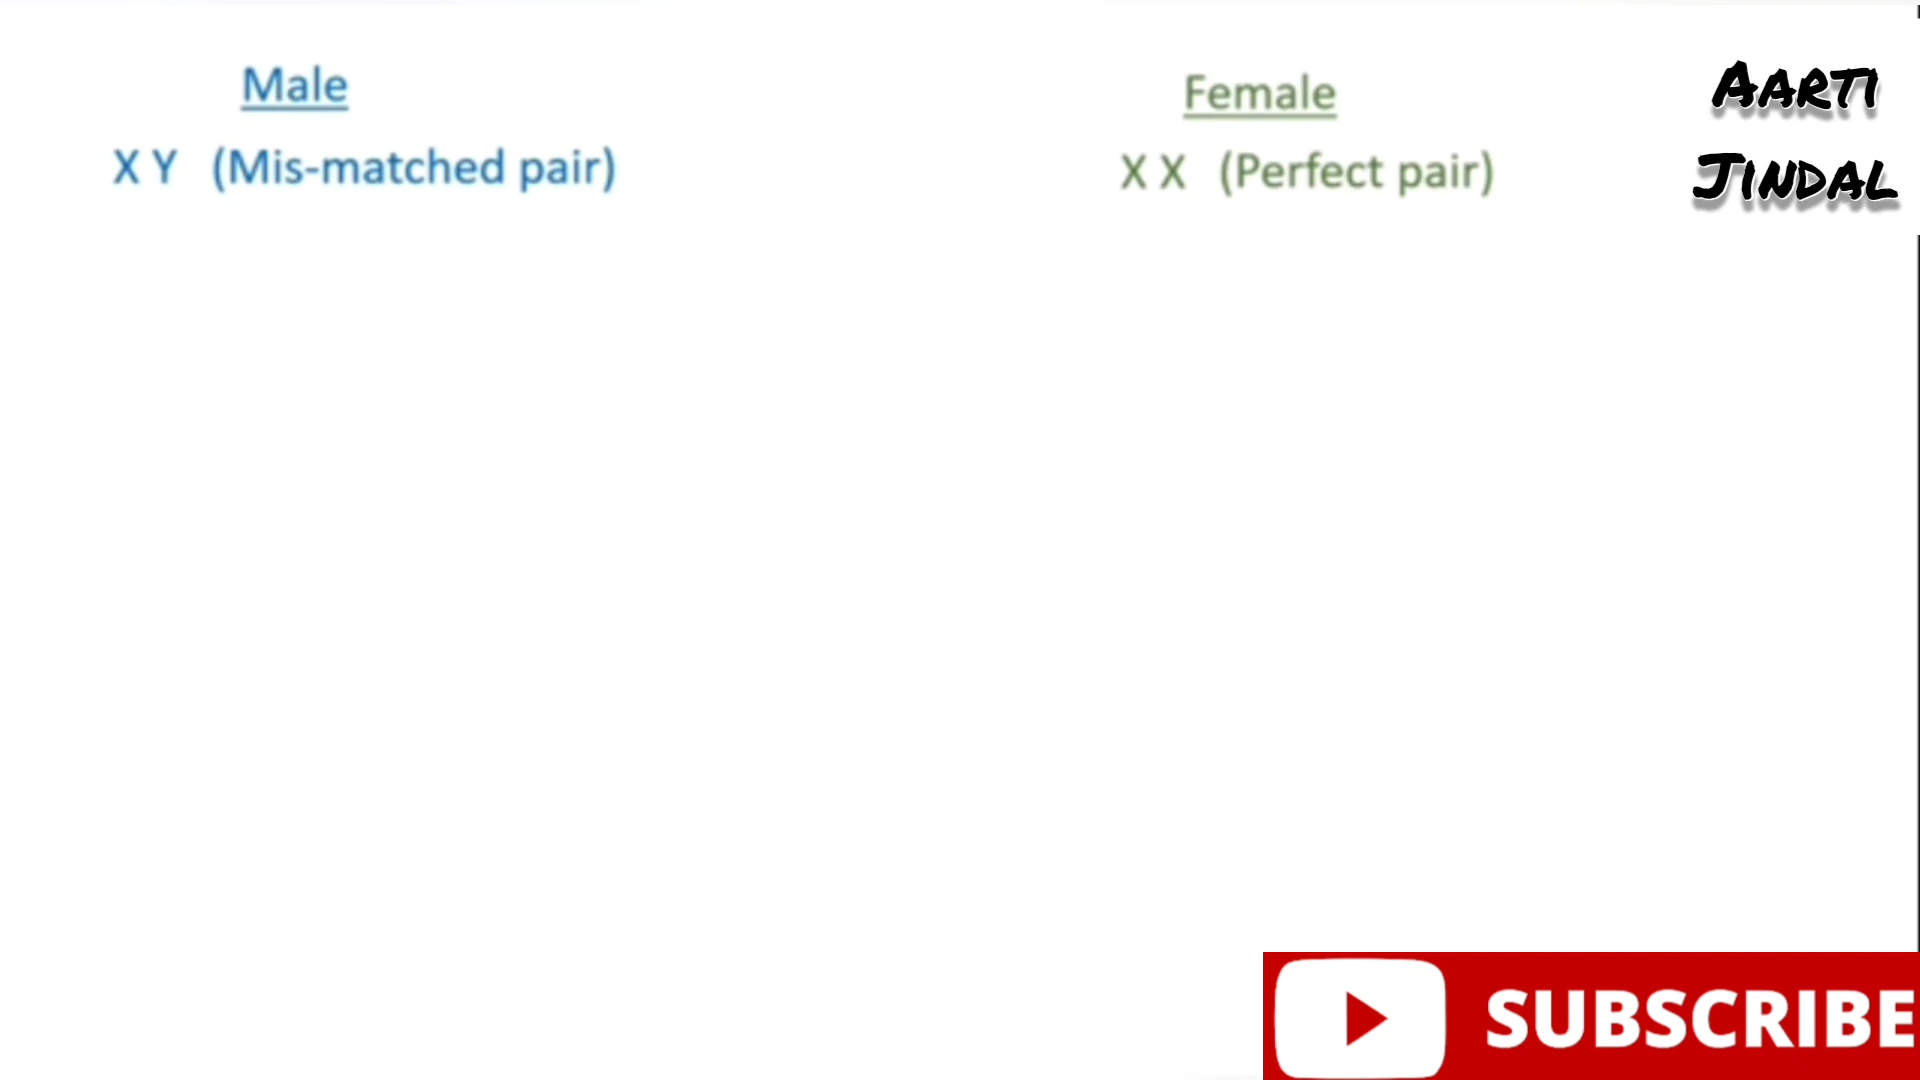 Male
X Y (Mis-matched pair)
Female
X X (Perfect pair)
AARTI
JINDAL
SUBSCRIBE